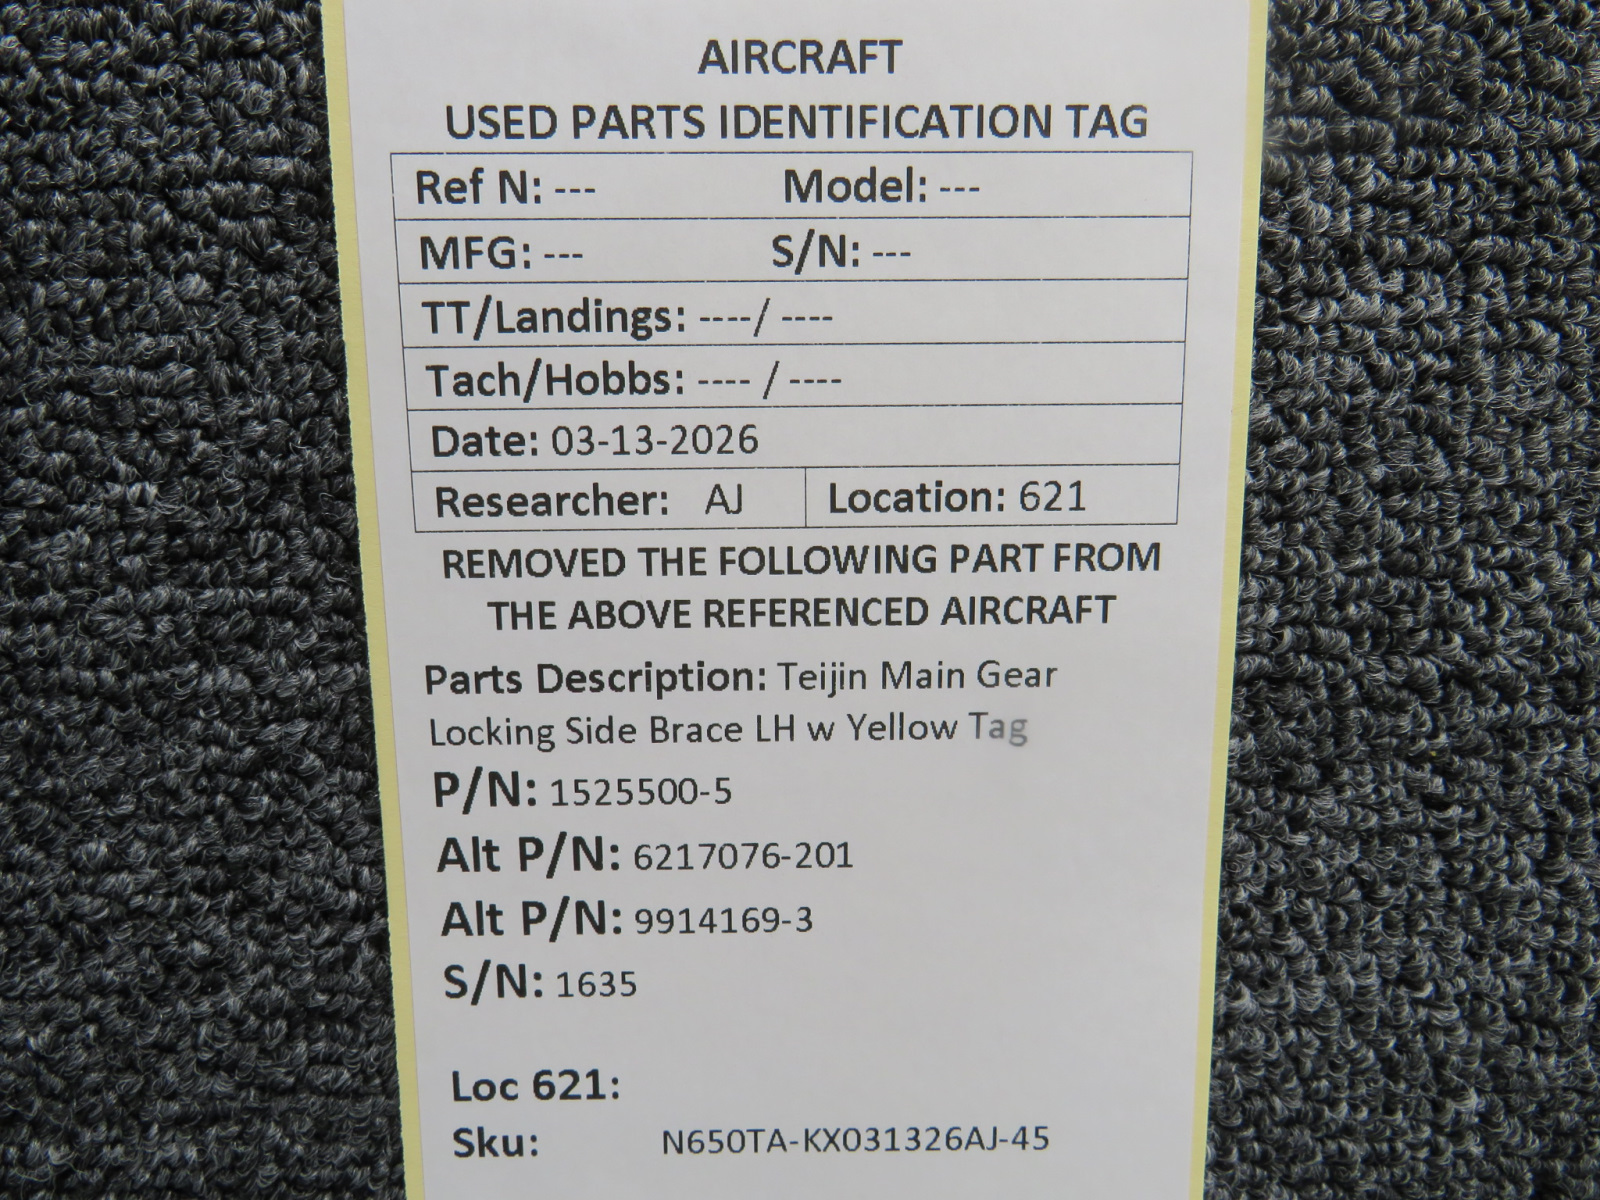 AIRCRAFT
USED PARTS IDENTIFICATION TAG
Ref N: --- Model: ---
MFG: --- S/N: ---
TT/Landings: ----/ ----
Tach/Hobbs: ---- / ----
Date: 03-13-2026
Researcher: AJ Location: 621
REMOVED THE FOLLOWING PART FROM
THE ABOVE REFERENCED AIRCRAFT
Parts Description: Teijin Main Gear
Locking Side Brace LH w Yellow Tag
P/N: 1525500-5
Alt P/N: 6217076-201
Alt P/N: 9914169-3
S/N: 1635
Loc 621:
Sku: N650TA-KX031326AJ-45